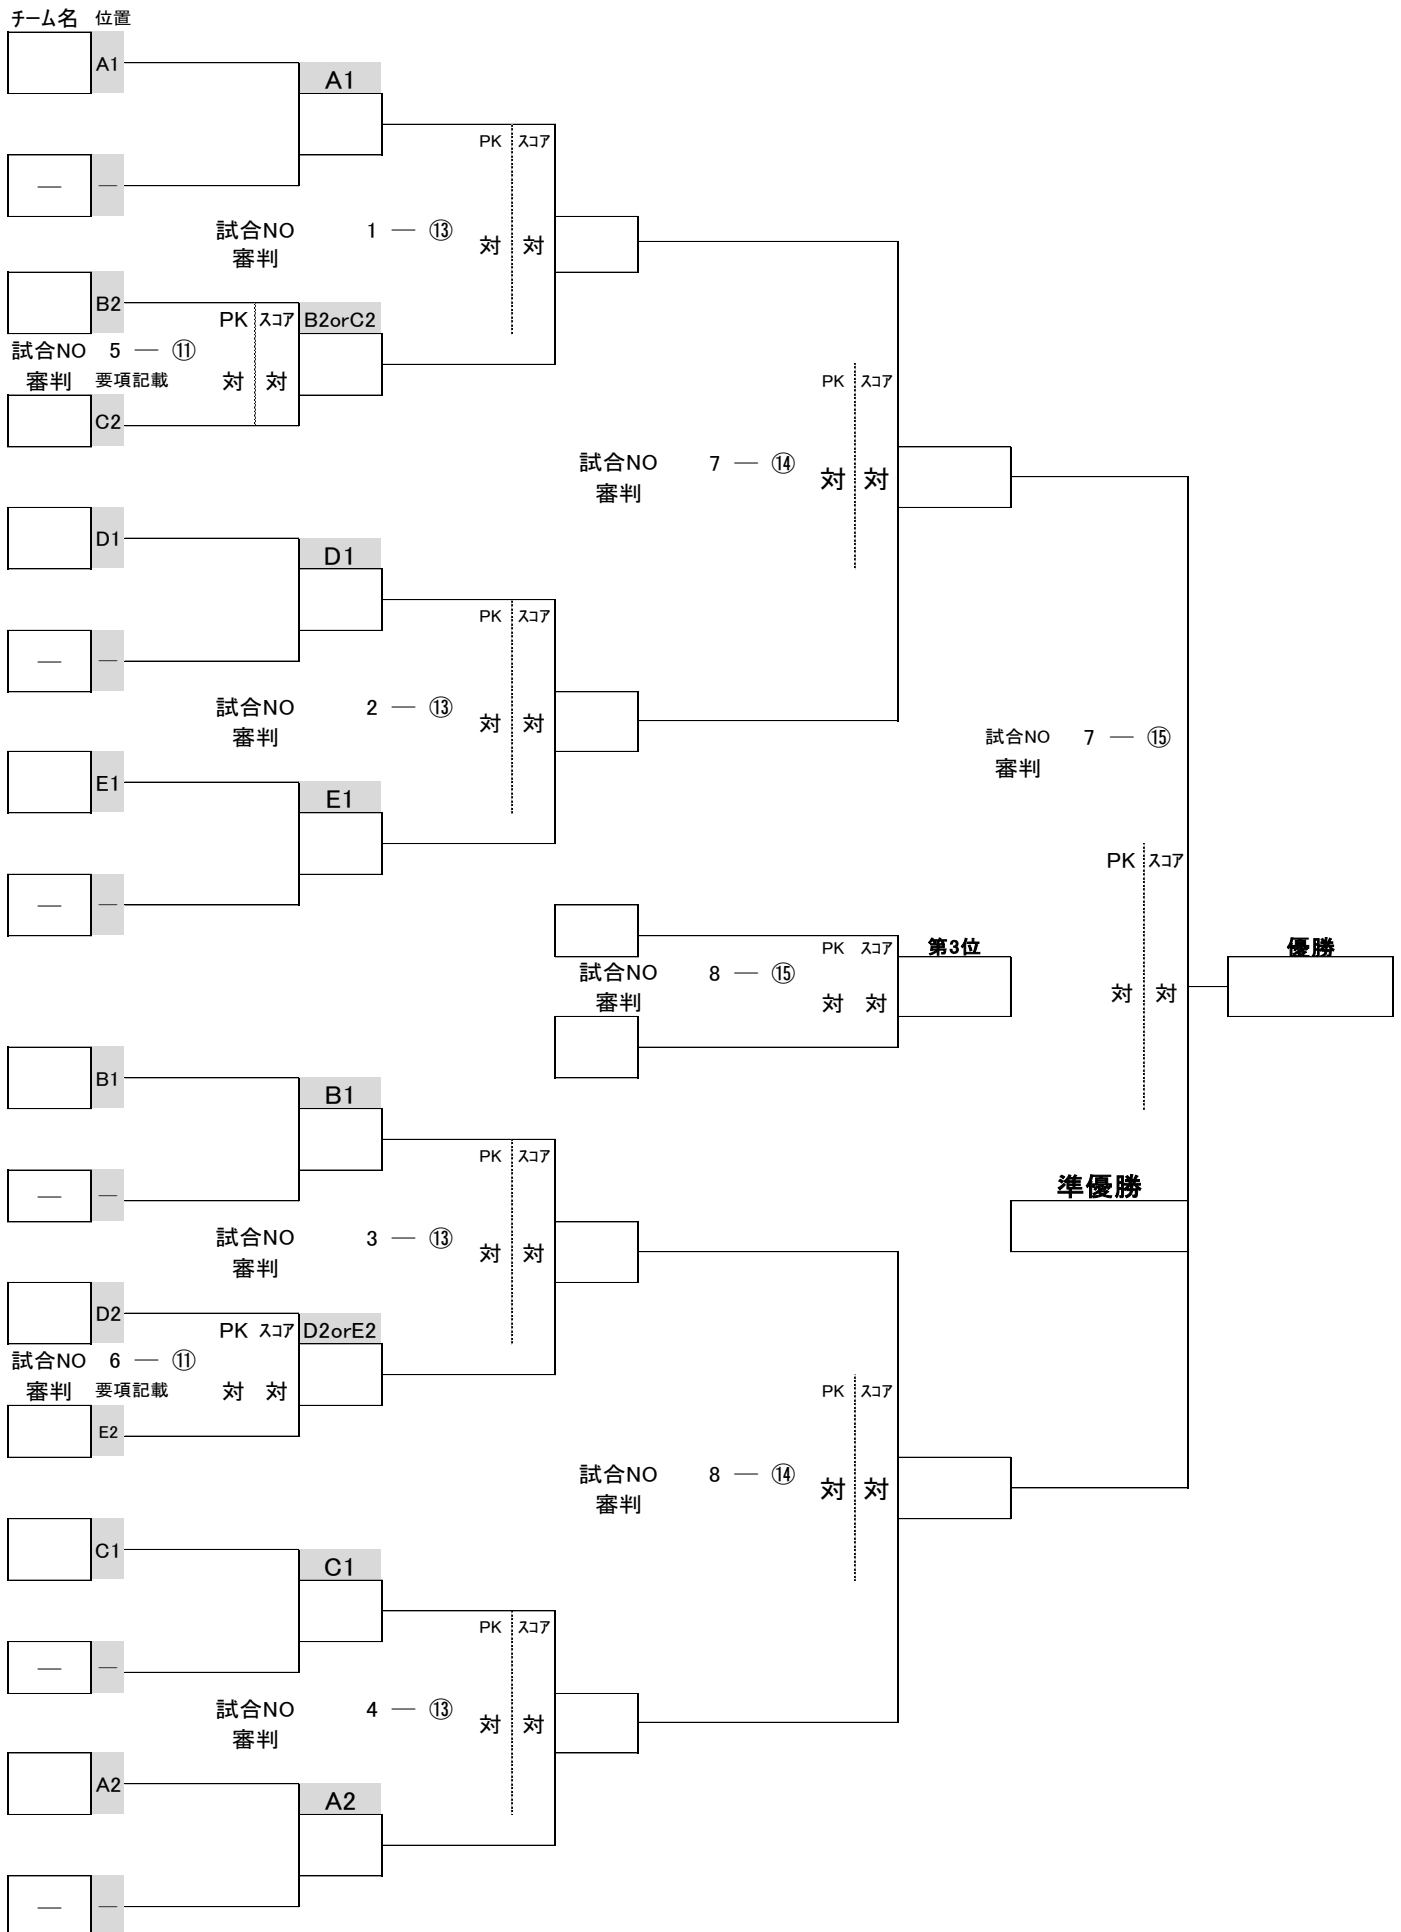 チーム名 位置
A1
A1
PK スコア
― ―
試合NO 1 ― ⑬
対 対
審判
B2
PK スコア B2orC2
試合NO 5 ― ⑪
審判 要項記載 対 対
PK スコア
C2
試合NO 7 ― ⑭
対 対
審判
D1
D1
PK スコア
― ―
試合NO 2 ― ⑬
対 対
審判
試合NO 7 ― ⑮
審判
E1
E1
PK スコア
― ―
PK スコア 第3位
優勝
試合NO 8 ― ⑮
審判 対 対
対 対
B1
B1
PK スコア
― ―
準優勝
試合NO 3 ― ⑬
対 対
審判
D2
PK スコア D2orE2
試合NO 6 ― ⑪
審判 要項記載 対 対
PK スコア
E2
試合NO 8 ― ⑭
対 対
審判
C1
C1
PK スコア
― ―
試合NO 4 ― ⑬
対 対
審判
A2
A2
― ―